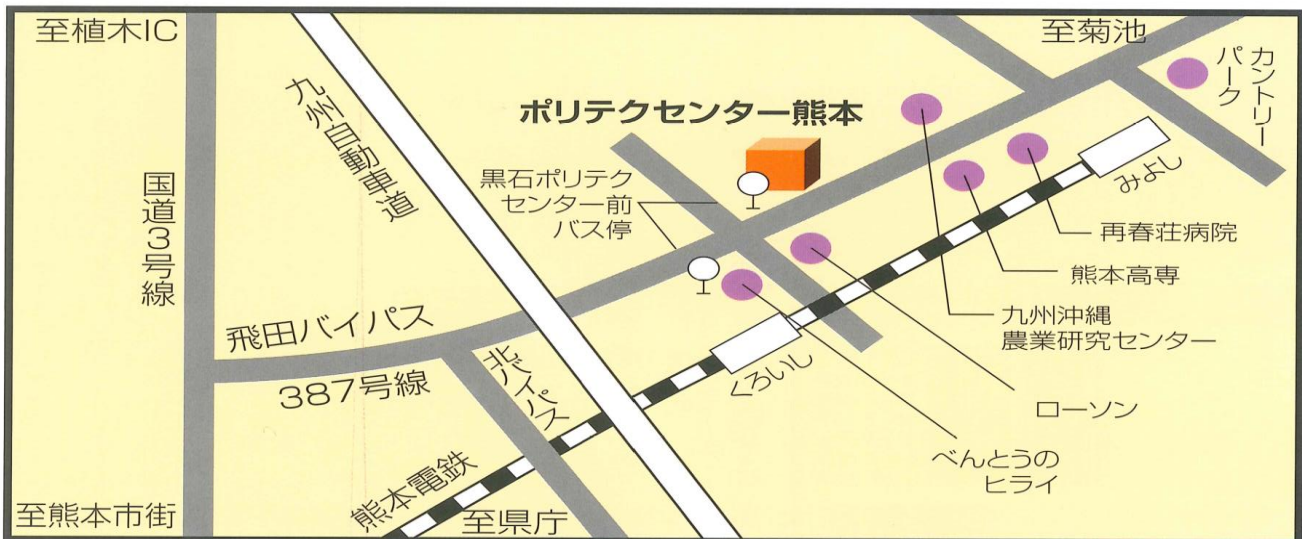 至植木IC
至菊池
カントリー
パーク
九州自動車道
ポリテクセンター熊本
国道3号線
黒石ポリテク
センター前
バス停
みよし
再春荘病院
熊本高専
九州沖縄
農業研究センター
飛田バイパス
387号線
北バイパス
くろいし
ローソン
べんとうの
ヒライ
熊本電鉄
至熊本市街
至県庁